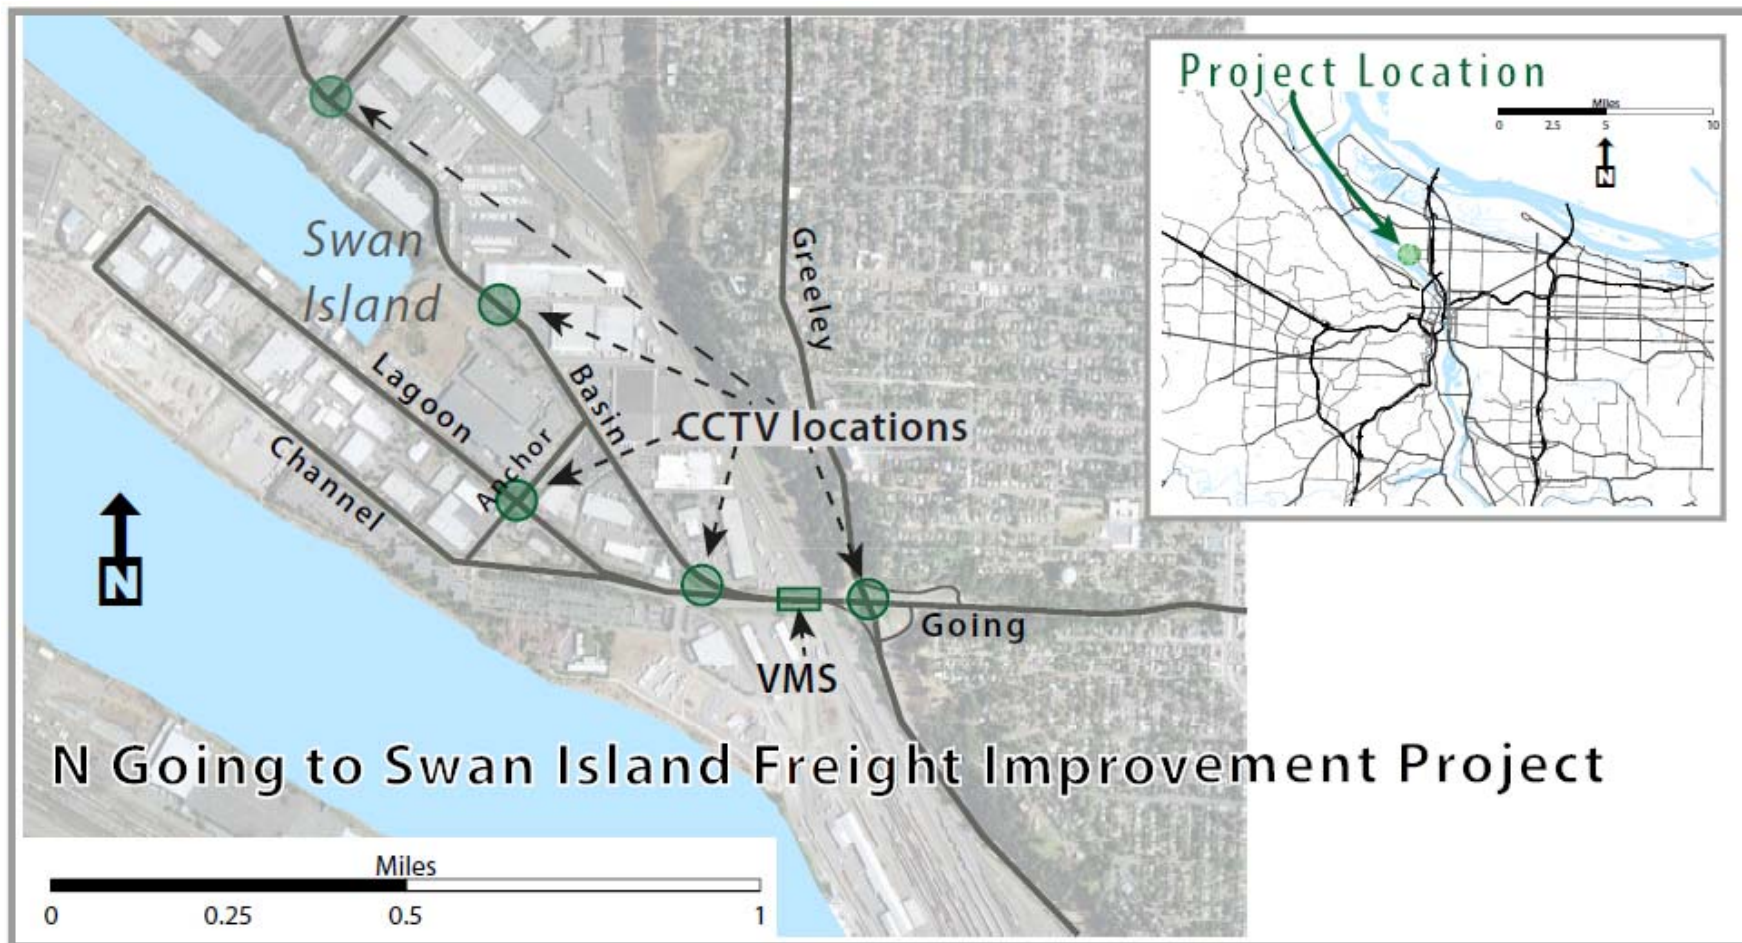 Project Location
Miles
0 2.5 5 10
N
Swan
Island
Greeley
Lagoon
Basin
CCTV locations
Channel
Anchor
N
Going
VMS
N Going to Swan Island Freight Improvement Project
Miles
0 0.25 0.5 1